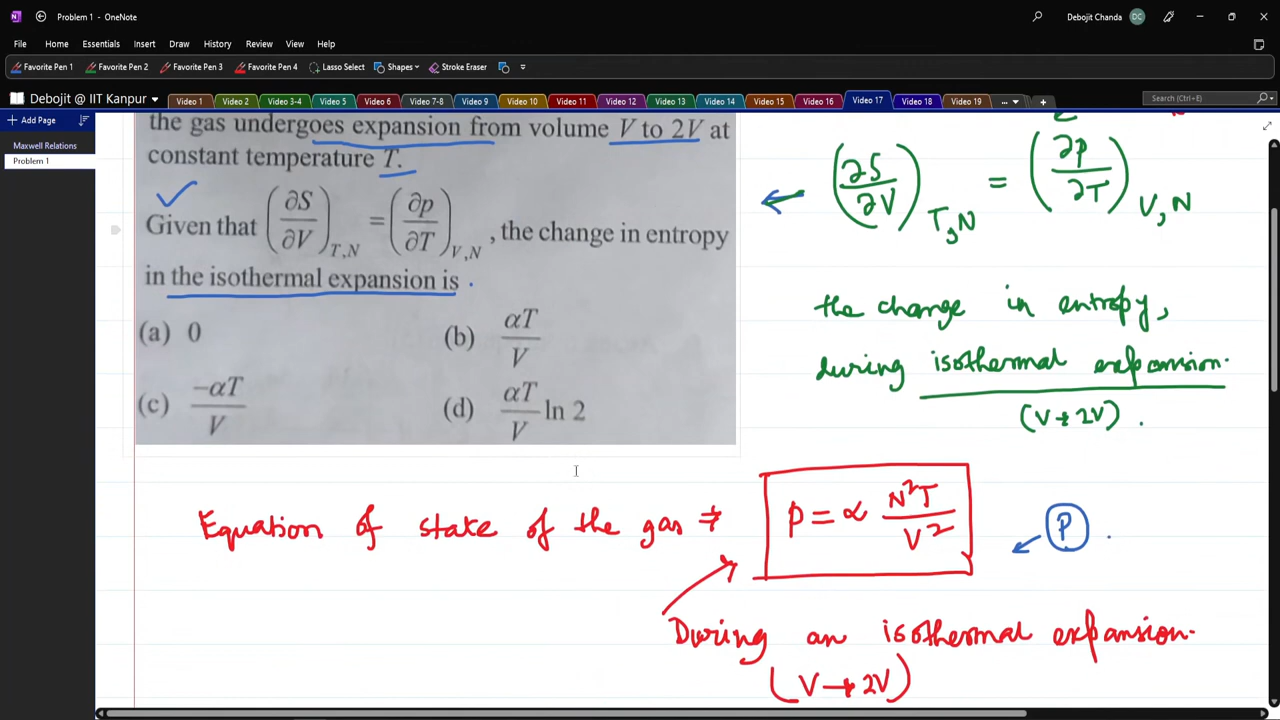 Problem 1 - OneNote
Debojit Chanda DC
File Home Essentials Insert Draw History Review View Help
Favorite Pen 1 Favorite Pen 2 Favorite Pen 3 Favorite Pen 4 Lasso Select Shapes Stroke Eraser
Debojit @ IIT Kanpur Video 1 Video 2 Video 3-4 Video 5 Video 6 Video 7-8 Video 9 Video 10 Video 11 Video 12 Video 13 Video 14 Video 15 Video 16 Video 17 Video 18 Video 19 ... + Search (Ctrl+E)
+ Add Page
Maxwell Relations
Problem 1
the gas undergoes expansion from volume V to 2V at
constant temperature T.
Given that (∂S/∂V)_T,N = (∂p/∂T)_V,N , the change in entropy
in the isothermal expansion is .
(a) 0 (b) αT/V
(c) −αT/V (d) αT/V ln 2
(∂S/∂V)_T,N = (∂p/∂T)_V,N
the change in entropy,
during isothermal expansion.
(V→2V).
Equation of state of the gas ⇒ p = α N²T/V² P .
During an isothermal expansion.
(V→2V)